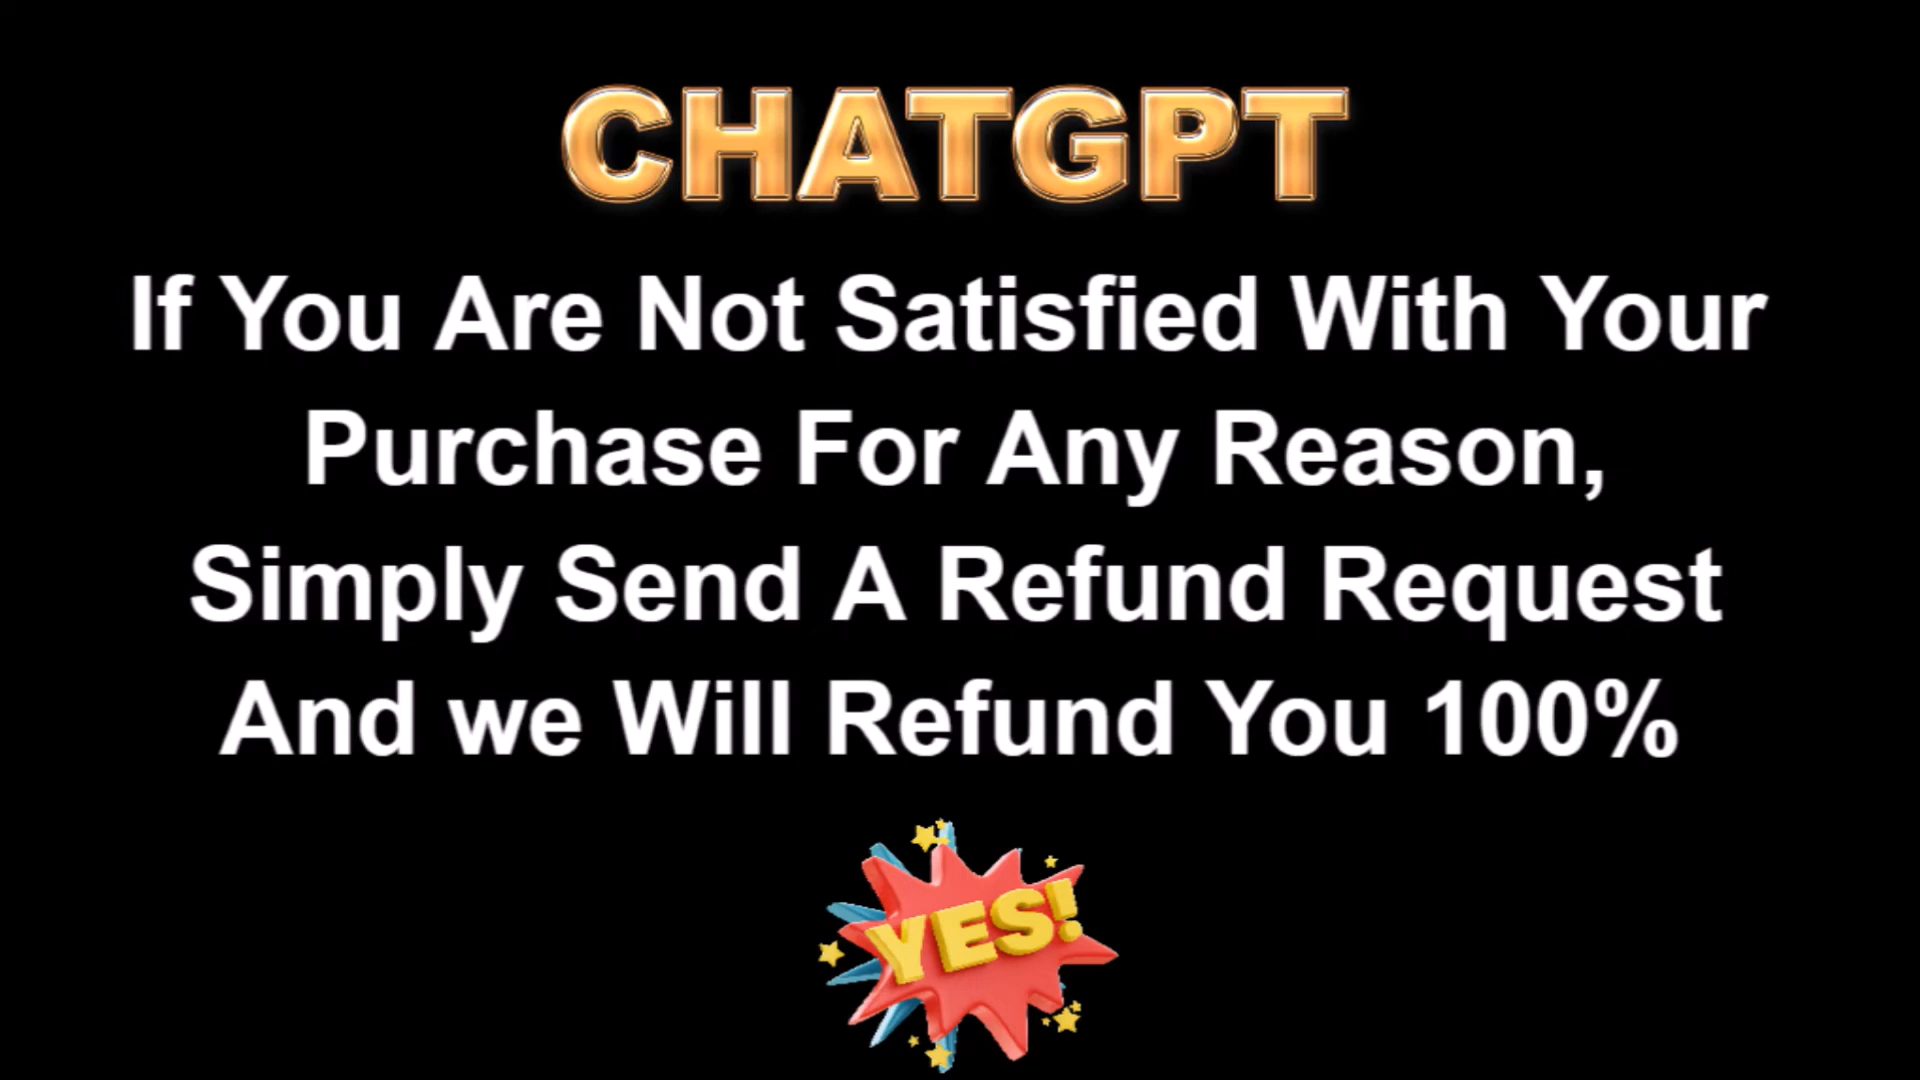 CHATGPT
If You Are Not Satisfied With Your
Purchase For Any Reason,
Simply Send A Refund Request
And we Will Refund You 100%
YES!